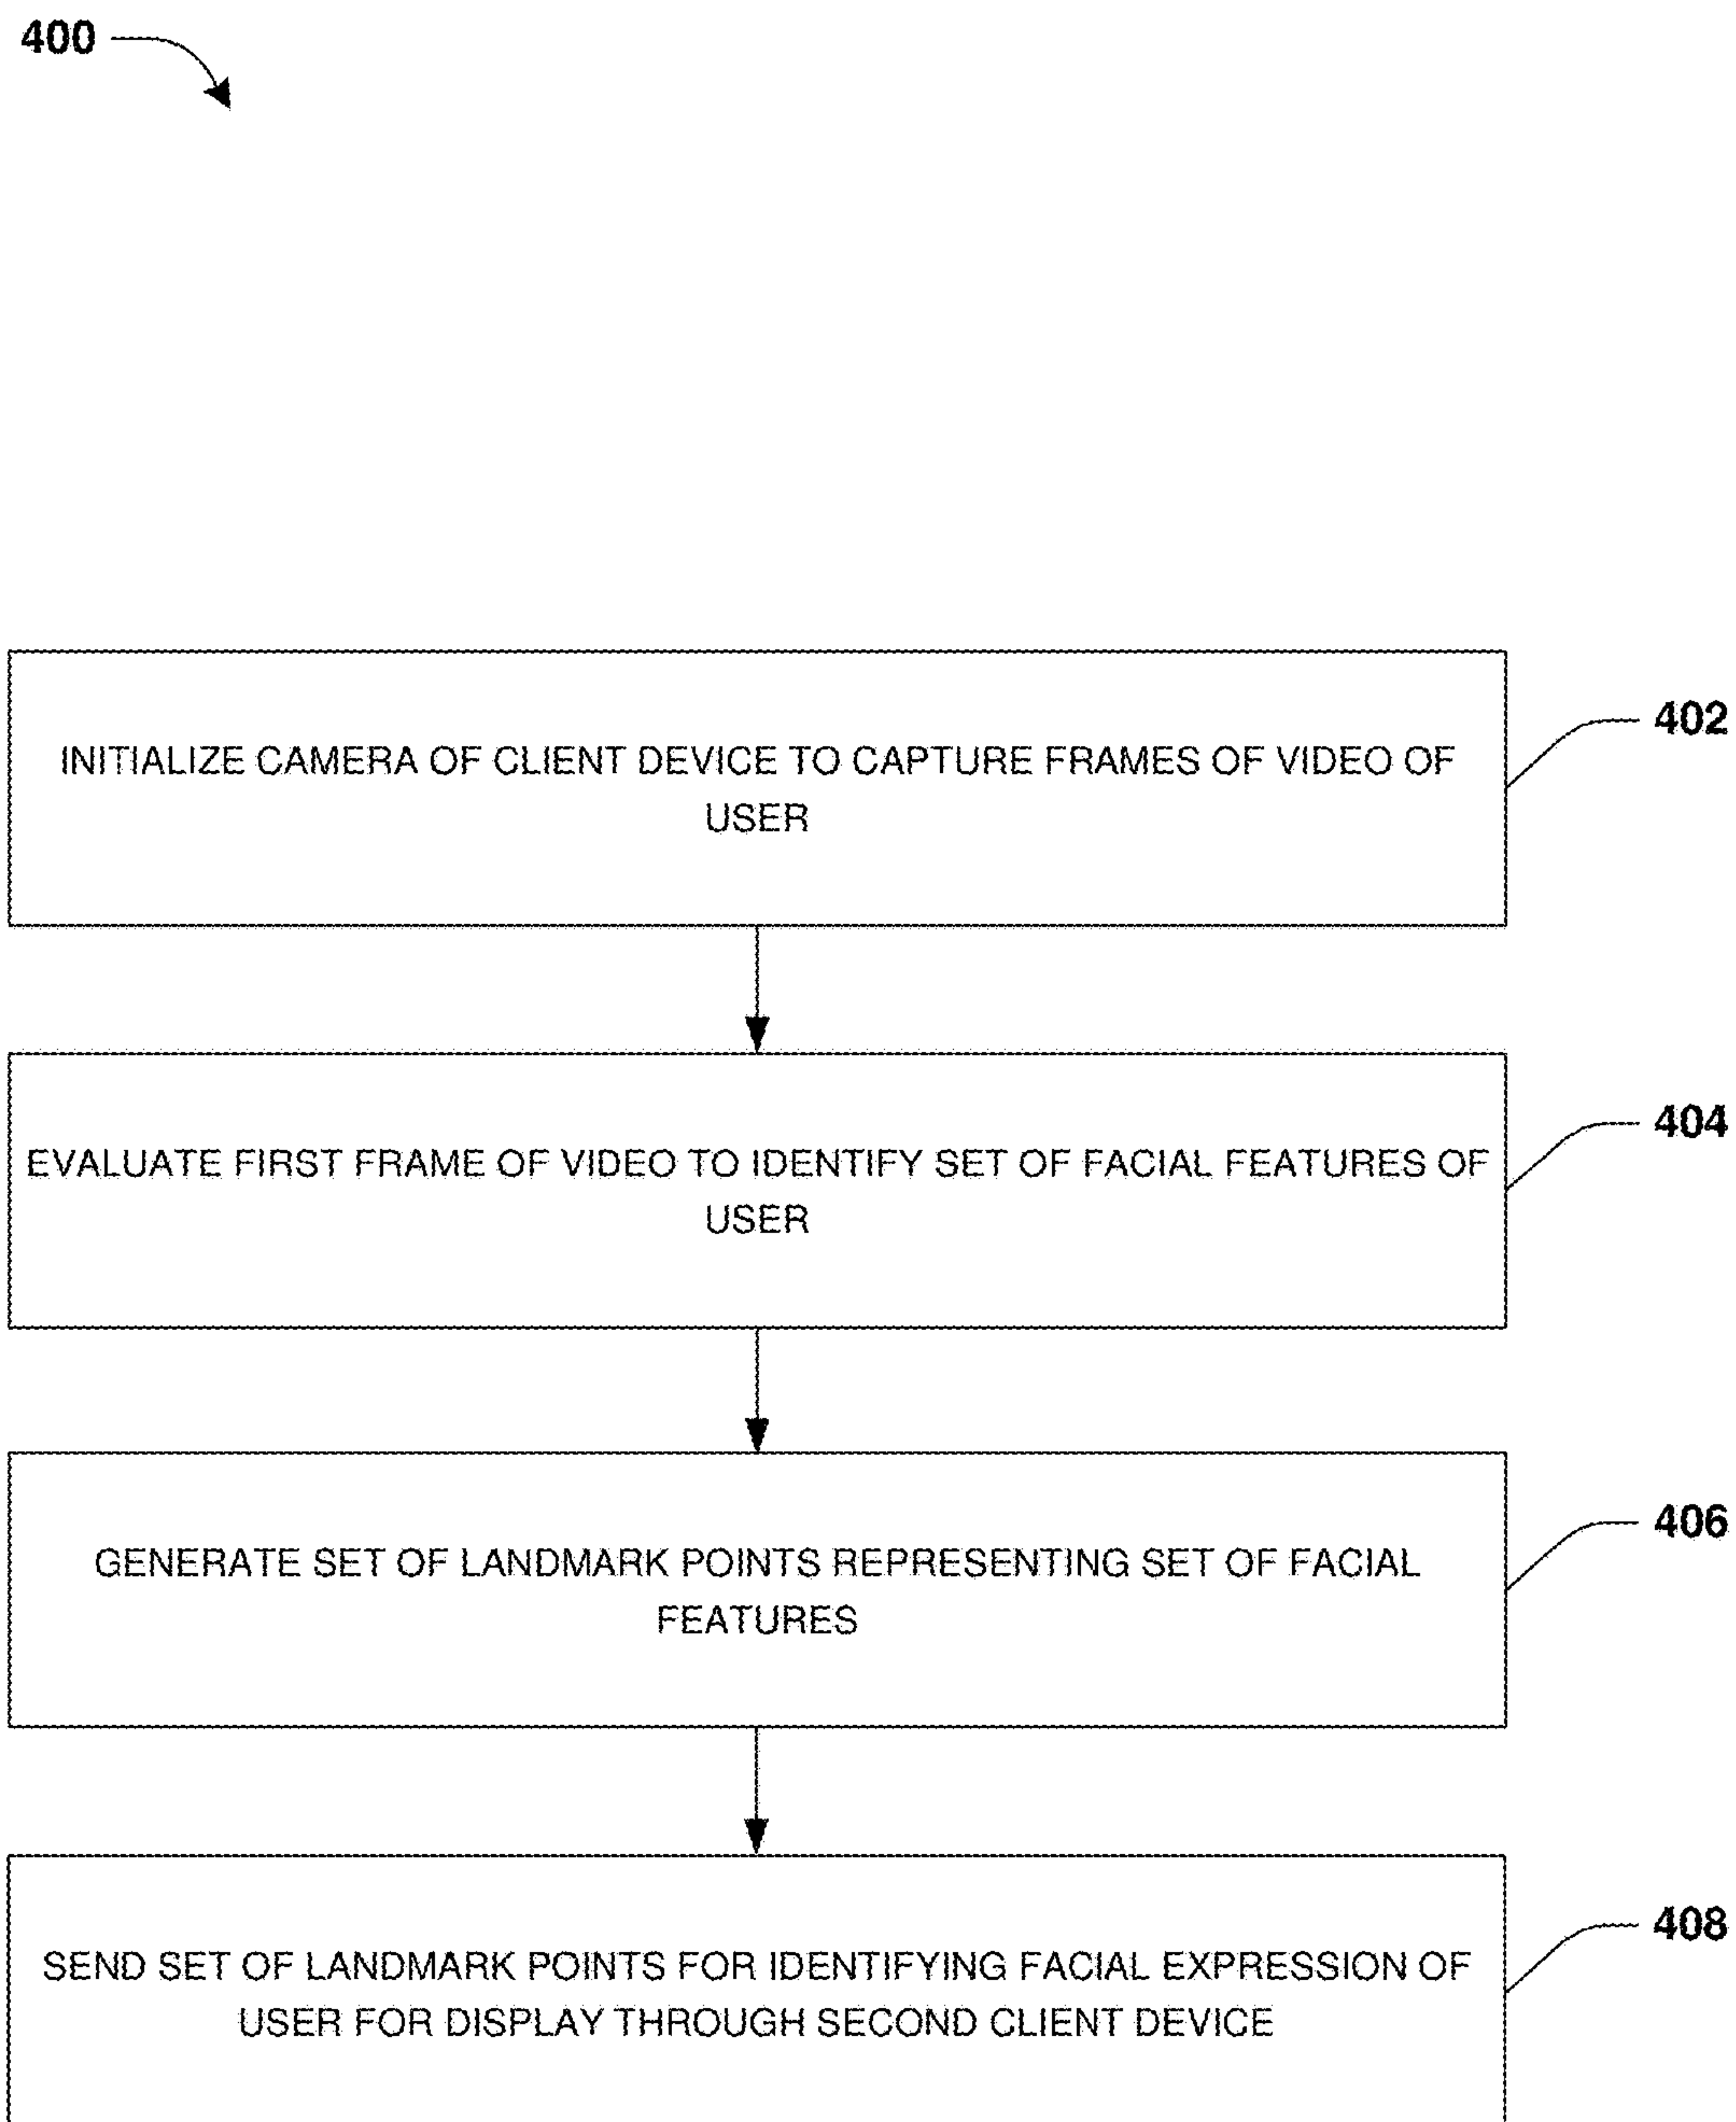 400
INITIALIZE CAMERA OF CLIENT DEVICE TO CAPTURE FRAMES OF VIDEO OF
USER
402
EVALUATE FIRST FRAME OF VIDEO TO IDENTIFY SET OF FACIAL FEATURES OF
USER
404
GENERATE SET OF LANDMARK POINTS REPRESENTING SET OF FACIAL
FEATURES
406
SEND SET OF LANDMARK POINTS FOR IDENTIFYING FACIAL EXPRESSION OF
USER FOR DISPLAY THROUGH SECOND CLIENT DEVICE
408